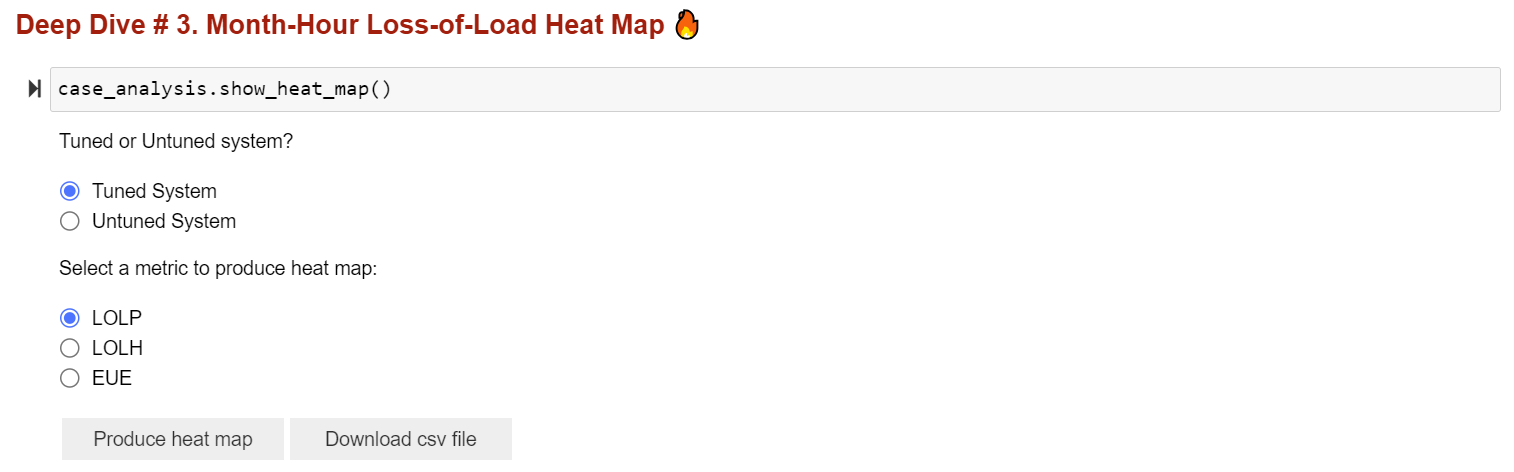 Deep Dive # 3. Month-Hour Loss-of-Load Heat Map 🔥
case_analysis.show_heat_map()
Tuned or Untuned system?
Tuned System
Untuned System
Select a metric to produce heat map:
LOLP
LOLH
EUE
Produce heat map Download csv file